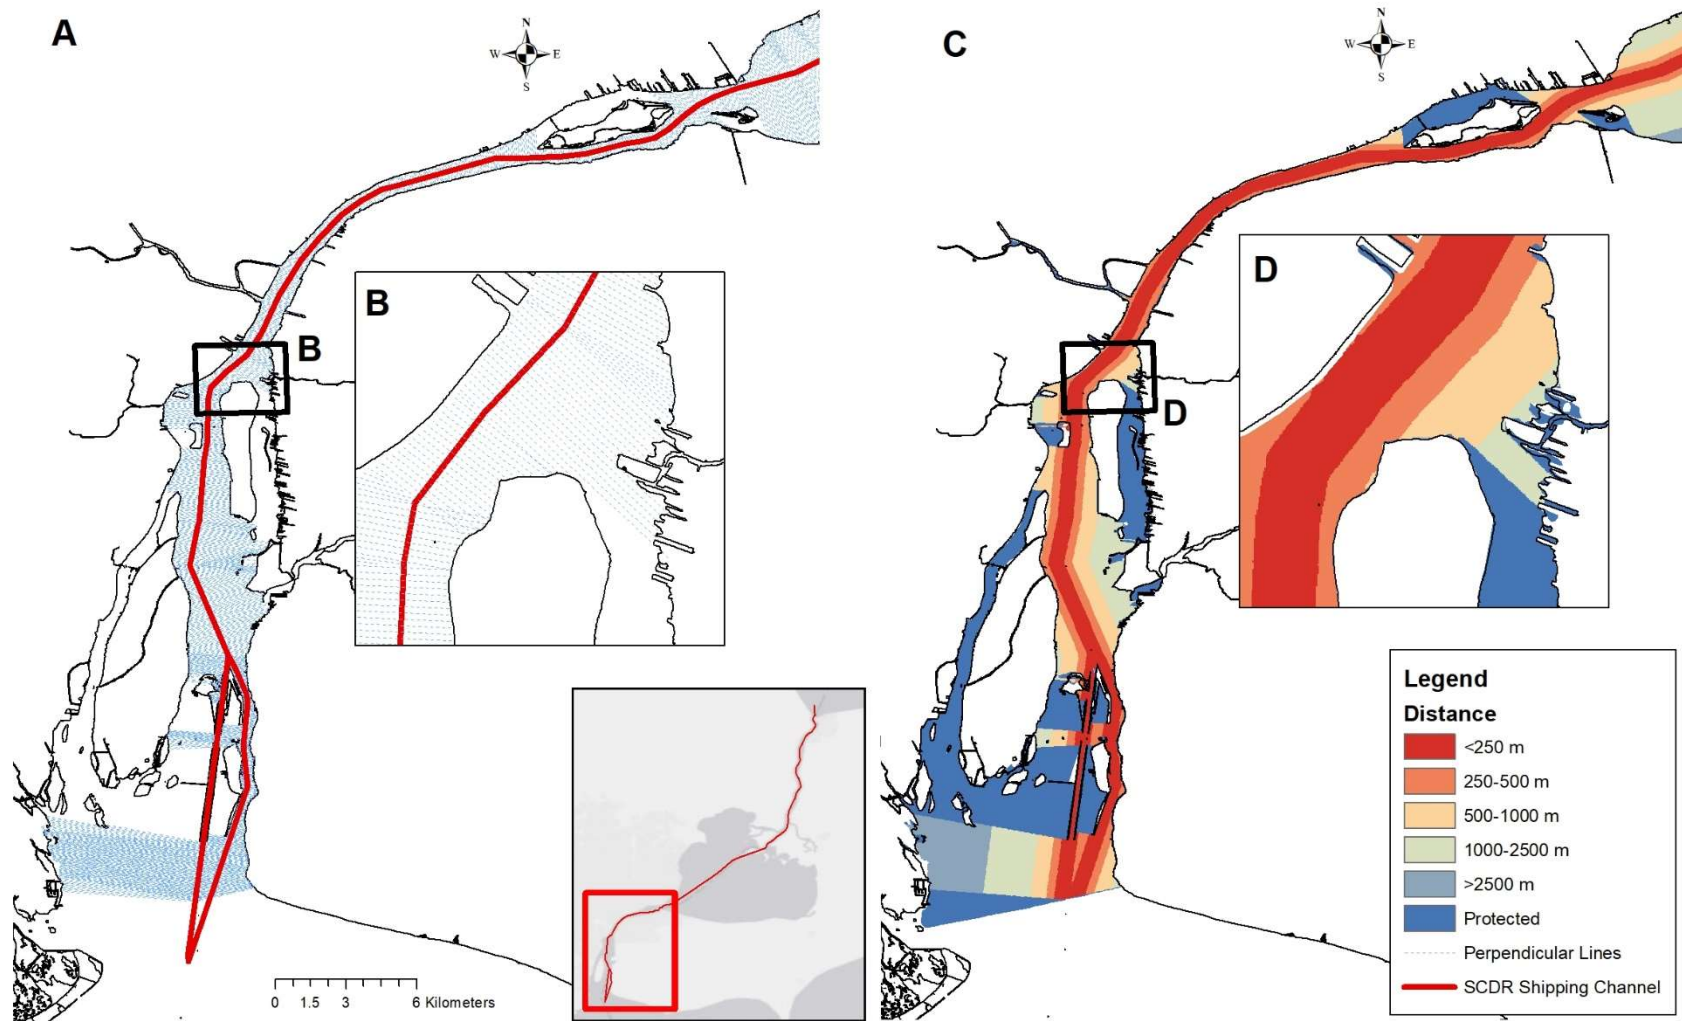 A
N
W E
S
B
B
0 1.5 3 6 Kilometers
C
N
W E
S
D
D
Legend
Distance
<250 m
250-500 m
500-1000 m
1000-2500 m
>2500 m
Protected
Perpendicular Lines
SCDR Shipping Channel